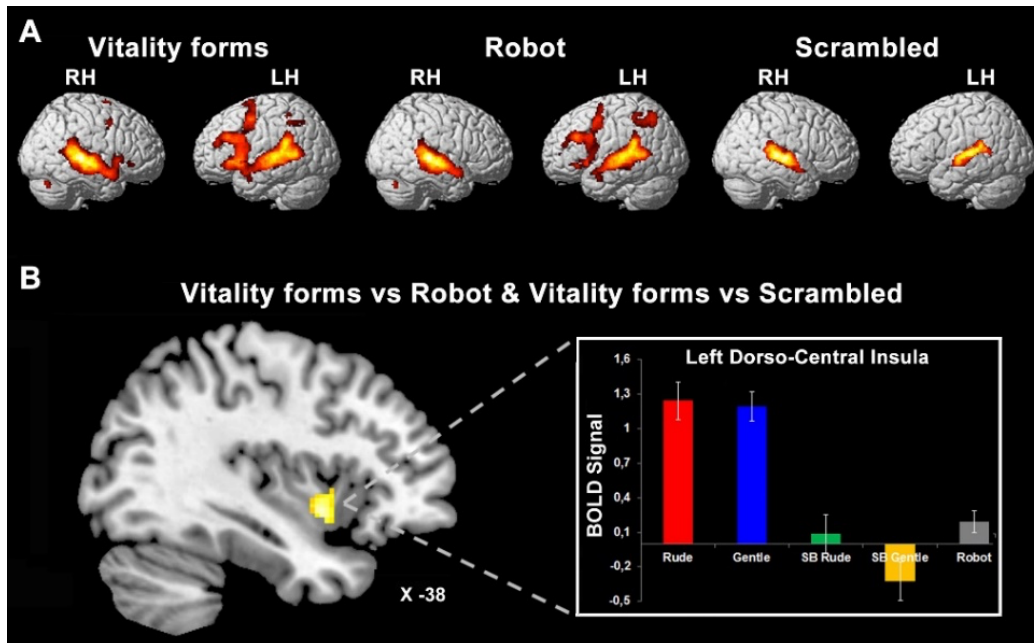 A
Vitality forms
Robot
Scrambled
RH
LH
RH
LH
RH
LH
B
Vitality forms vs Robot & Vitality forms vs Scrambled
Left Dorso-Central Insula
BOLD Signal
1,6
1,3
1
0,7
0,4
0,1
-0,2
-0,5
Rude
Gentle
SB Rude
SB Gentle
Robot
X -38